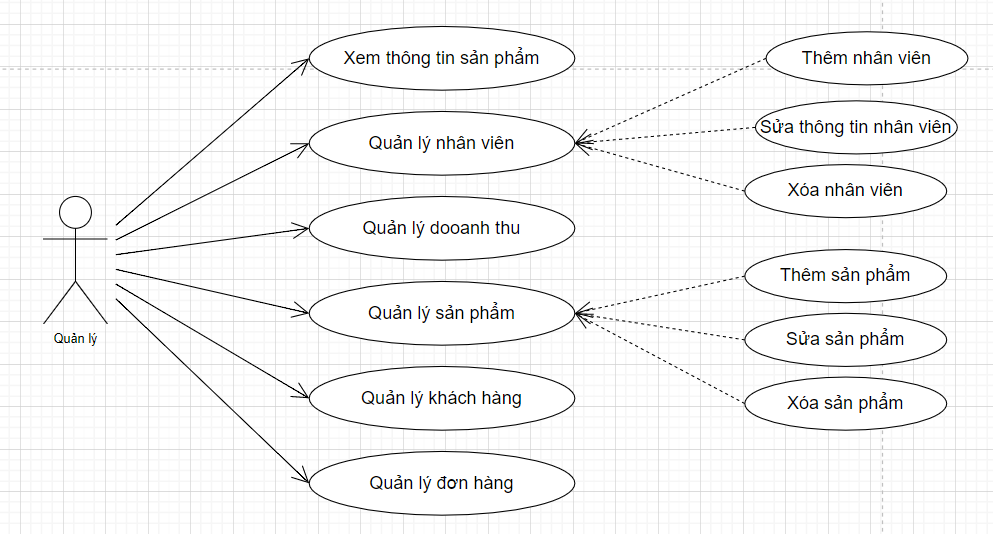 Xem thông tin sản phẩm
Quản lý nhân viên
Quản lý dooanh thu
Quản lý sản phẩm
Quản lý khách hàng
Quản lý đơn hàng
Quản lý
Thêm nhân viên
Sửa thông tin nhân viên
Xóa nhân viên
Thêm sản phẩm
Sửa sản phẩm
Xóa sản phẩm